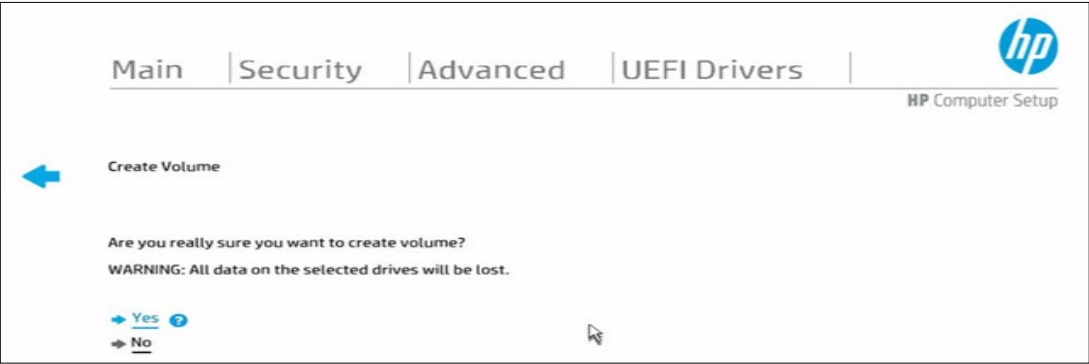 hp
Main Security Advanced UEFI Drivers
HP Computer Setup
Create Volume
Are you really sure you want to create volume?
WARNING: All data on the selected drives will be lost.
Yes ?
No